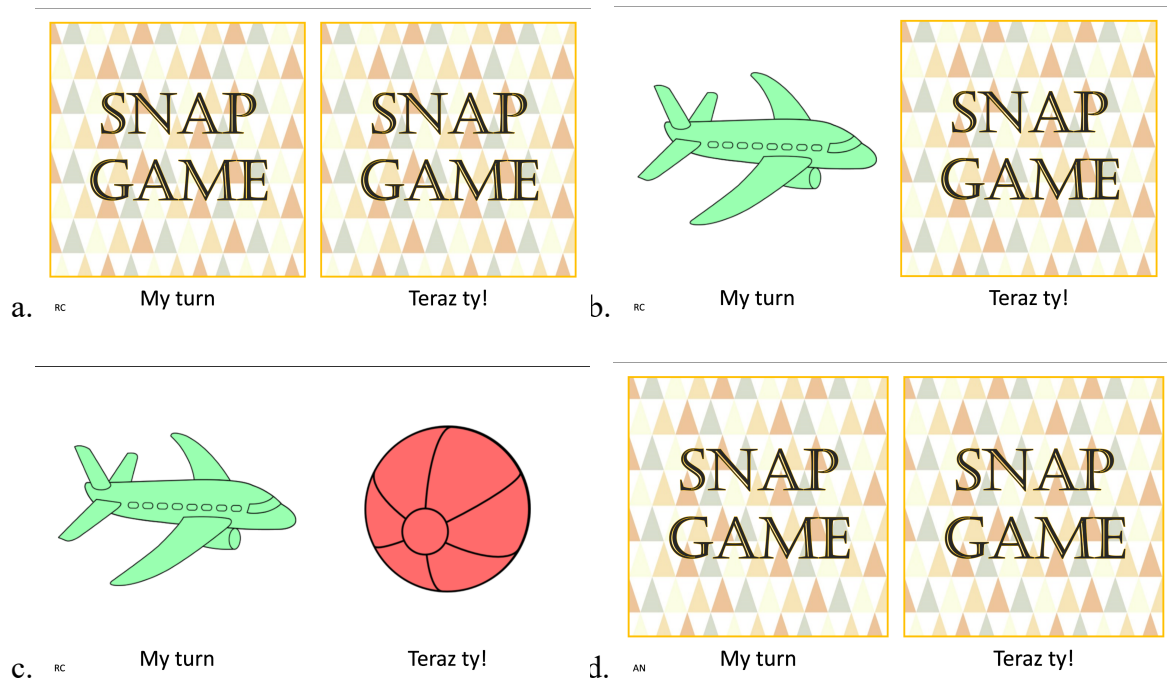 SNAP
GAME
SNAP
GAME
My turn
Teraz ty!
a.
RC
SNAP
GAME
My turn
Teraz ty!
b.
RC
My turn
Teraz ty!
c.
RC
SNAP
GAME
SNAP
GAME
My turn
Teraz ty!
d.
AN